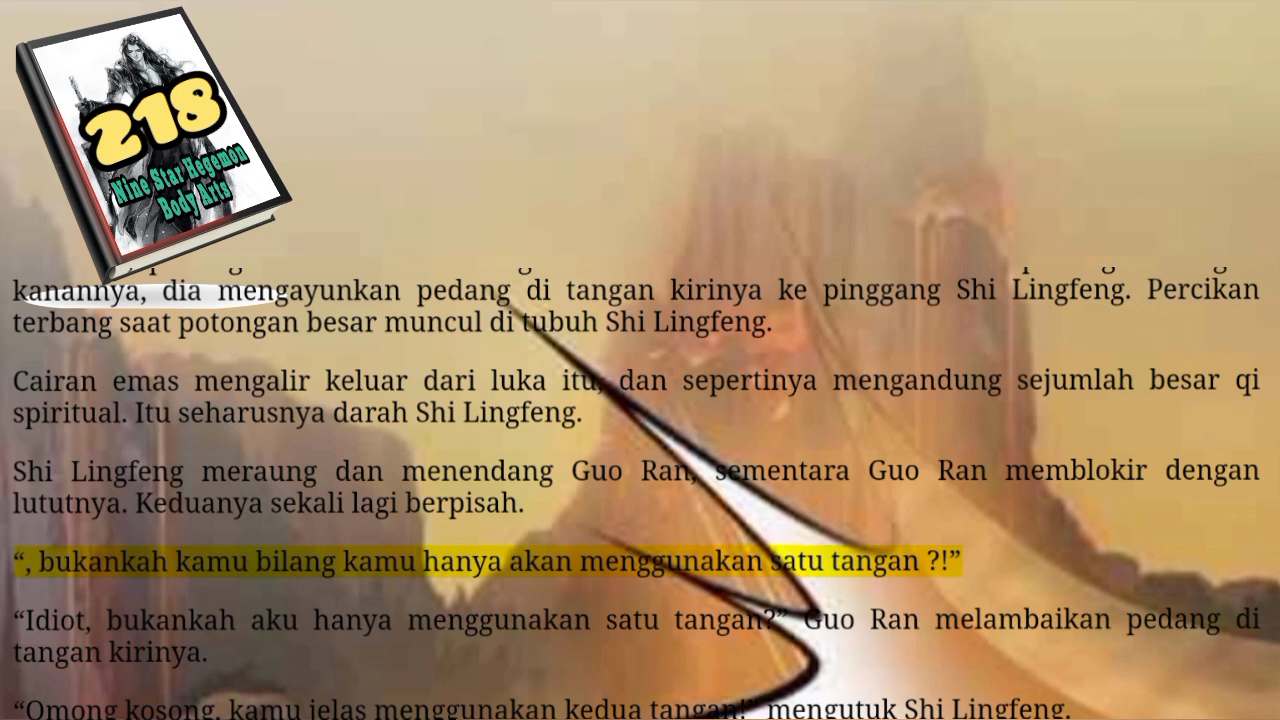 218
Nine Star Hegemon
Body Arts
kanannya, dia mengayunkan pedang di tangan kirinya ke pinggang Shi Lingfeng. Percikan
terbang saat potongan besar muncul di tubuh Shi Lingfeng.
Cairan emas mengalir keluar dari luka itu, dan sepertinya mengandung sejumlah besar qi
spiritual. Itu seharusnya darah Shi Lingfeng.
Shi Lingfeng meraung dan menendang Guo Ran, sementara Guo Ran memblokir dengan
lututnya. Keduanya sekali lagi berpisah.
“, bukankah kamu bilang kamu hanya akan menggunakan satu tangan ?!”
“Idiot, bukankah aku hanya menggunakan satu tangan?” Guo Ran melambaikan pedang di
tangan kirinya.
“Omong kosong, kamu jelas menggunakan kedua tangan!” mengutuk Shi Lingfeng.